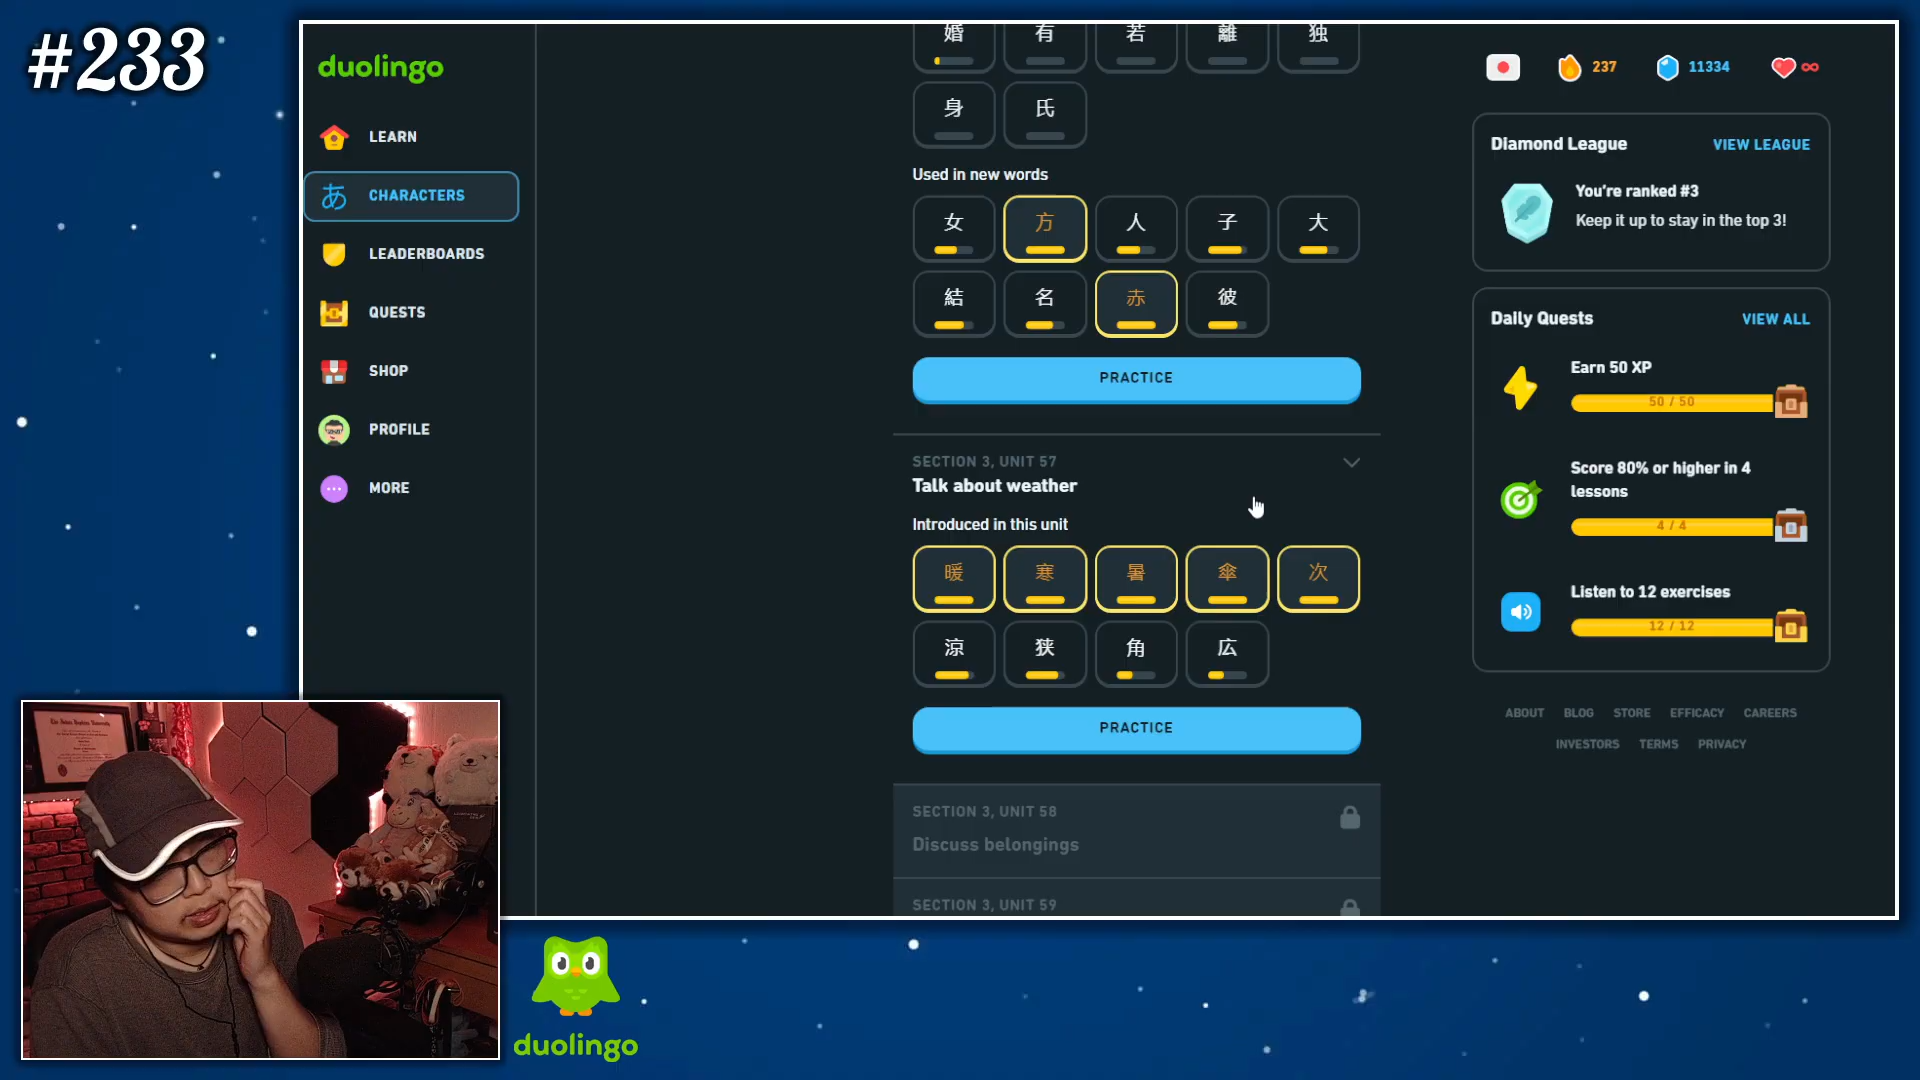 #233
duolingo
LEARN
あ CHARACTERS
LEADERBOARDS
QUESTS
SHOP
PROFILE
MORE
婚 有 若 離 独
身 氏
Used in new words
女 方 人 子 大
結 名 赤 彼
PRACTICE
SECTION 3, UNIT 57
Talk about weather
Introduced in this unit
暖 寒 暑 傘 次
涼 狭 角 広
PRACTICE
SECTION 3, UNIT 58
Discuss belongings
SECTION 3, UNIT 59
237 11334 ∞
Diamond League VIEW LEAGUE
You're ranked #3
Keep it up to stay in the top 3!
Daily Quests VIEW ALL
Earn 50 XP
50 / 50
Score 80% or higher in 4
lessons
4 / 4
Listen to 12 exercises
12 / 12
ABOUT BLOG STORE EFFICACY CAREERS
INVESTORS TERMS PRIVACY
duolingo